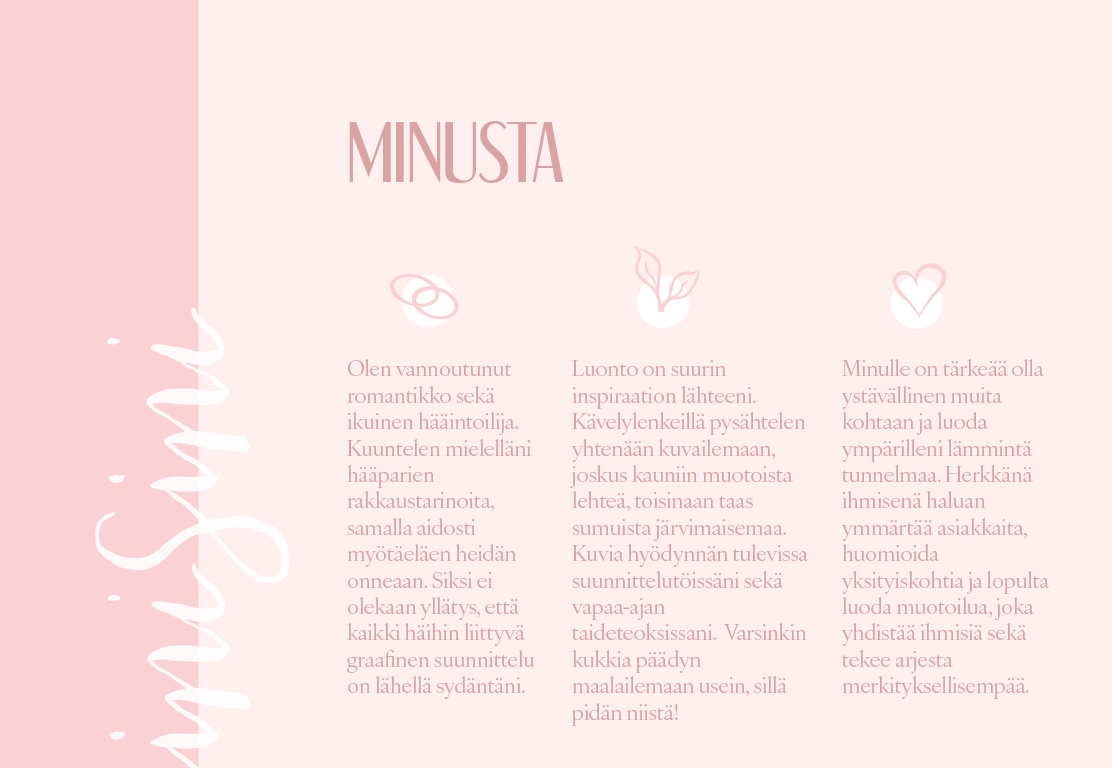 MINUSTA
Olen vannoutunut
romantikko sekä
ikuinen hääintoilija.
Kuuntelen mielelläni
hääparien
rakkaustarinoita,
samalla aidosti
myötäeläen heidän
onneaan. Siksi ei
olekaan yllätys, että
kaikki häihin liittyvä
graafinen suunnittelu
on lähellä sydäntäni.
Luonto on suurin
inspiraation lähteeni.
Kävelylenkeillä pysähtelen
yhtenään kuvailemaan,
joskus kauniin muotoista
lehteä, toisinaan taas
sumuista järvimaisemaa.
Kuvia hyödynnän tulevissa
suunnittelutöissäni sekä
vapaa-ajan
taideteoksissani.  Varsinkin
kukkia päädyn
maalailemaan usein, sillä
pidän niistä!
Minulle on tärkeää olla
ystävällinen muita
kohtaan ja luoda
ympärilleni lämmintä
tunnelmaa. Herkkänä
ihmisenä haluan
ymmärtää asiakkaita,
huomioida
yksityiskohtia ja lopulta
luoda muotoilua, joka
yhdistää ihmisiä sekä
tekee arjesta
merkityksellisempää.
iniSini